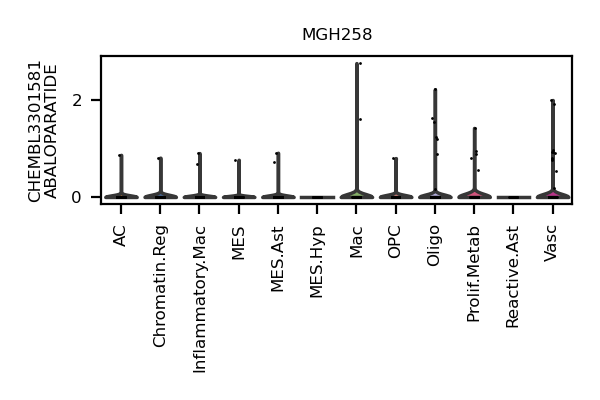 MGH258
CHEMBL3301581
ABALOPARATIDE
2
0
AC
Chromatin.Reg
Inflammatory.Mac
MES
MES.Ast
MES.Hyp
Mac
OPC
Oligo
Prolif.Metab
Reactive.Ast
Vasc